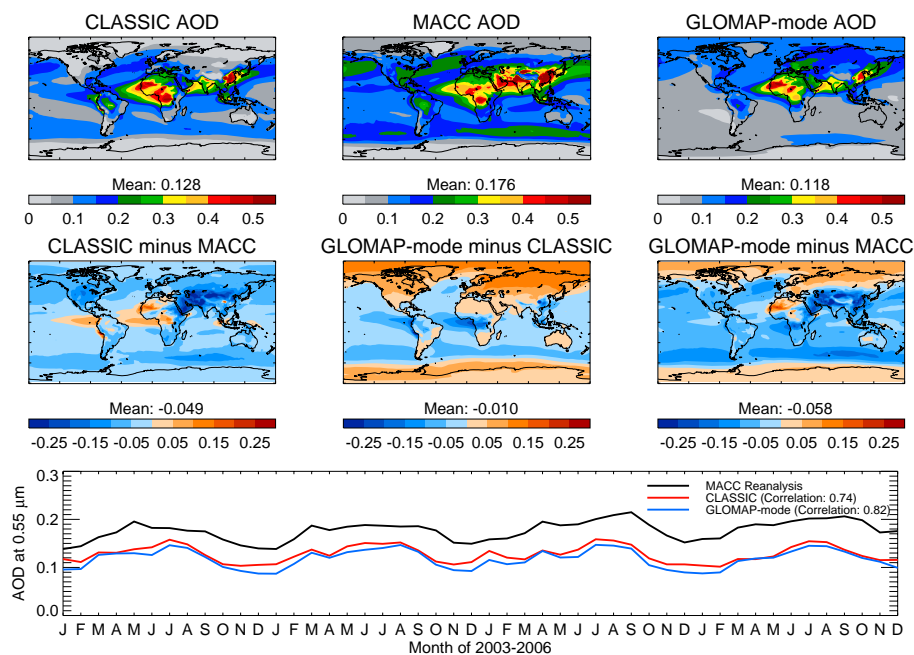 CLASSIC AOD
MACC AOD
GLOMAP-mode AOD
Mean: 0.128
Mean: 0.176
Mean: 0.118
0 0.1 0.2 0.3 0.4 0.5
0 0.1 0.2 0.3 0.4 0.5
0 0.1 0.2 0.3 0.4 0.5
CLASSIC minus MACC
GLOMAP-mode minus CLASSIC
GLOMAP-mode minus MACC
Mean: -0.049
Mean: -0.010
Mean: -0.058
-0.25 -0.15 -0.05 0.05 0.15 0.25
-0.25 -0.15 -0.05 0.05 0.15 0.25
-0.25 -0.15 -0.05 0.05 0.15 0.25
AOD at 0.55 µm
0.3
0.2
0.1
0.0
MACC Reanalysis
CLASSIC (Correlation: 0.74)
GLOMAP-mode (Correlation: 0.82)
J F M A M J J A S O N D J F M A M J J A S O N D J F M A M J J A S O N D J F M A M J J A S O N D
Month of 2003-2006